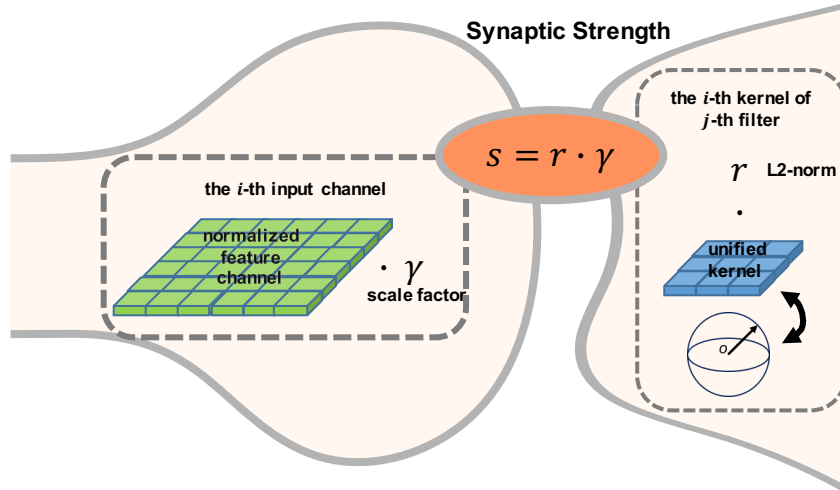 Synaptic Strength
s = r · γ
the i-th input channel
normalized
feature
channel
· γ
scale factor
the i-th kernel of
j-th filter
r L2-norm
·
unified
kernel
o